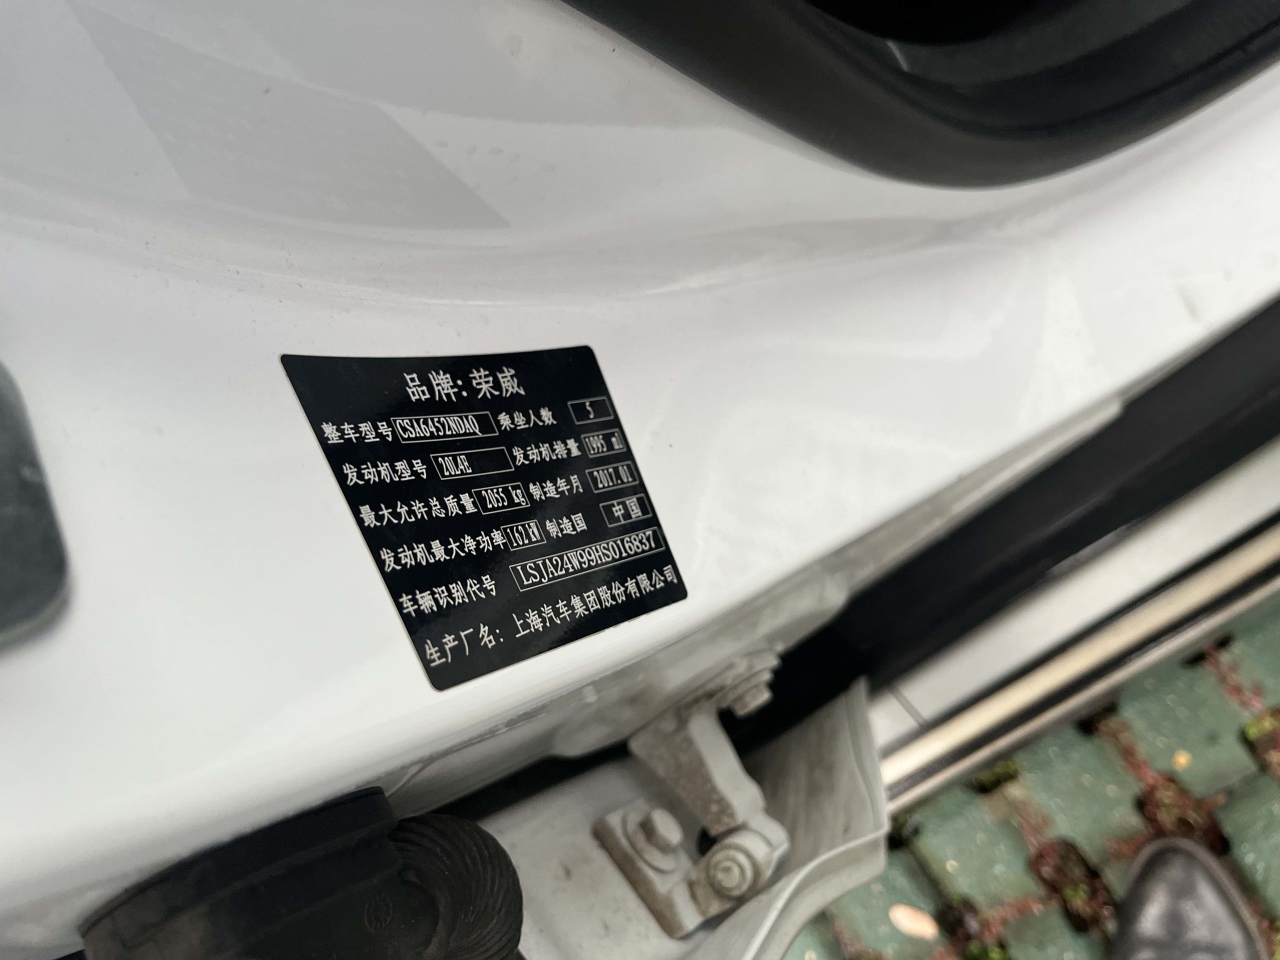 品牌: 荣威
整车型号 CSA6452NDAQ 乘坐人数 5
发动机型号 20L4E 发动机排量 1995 ml
最大允许总质量 2055 kg 制造年月 2017.01
发动机最大净功率 162 kW 制造国 中国
车辆识别代号 LSJA24W99HS016837
生产厂名: 上海汽车集团股份有限公司